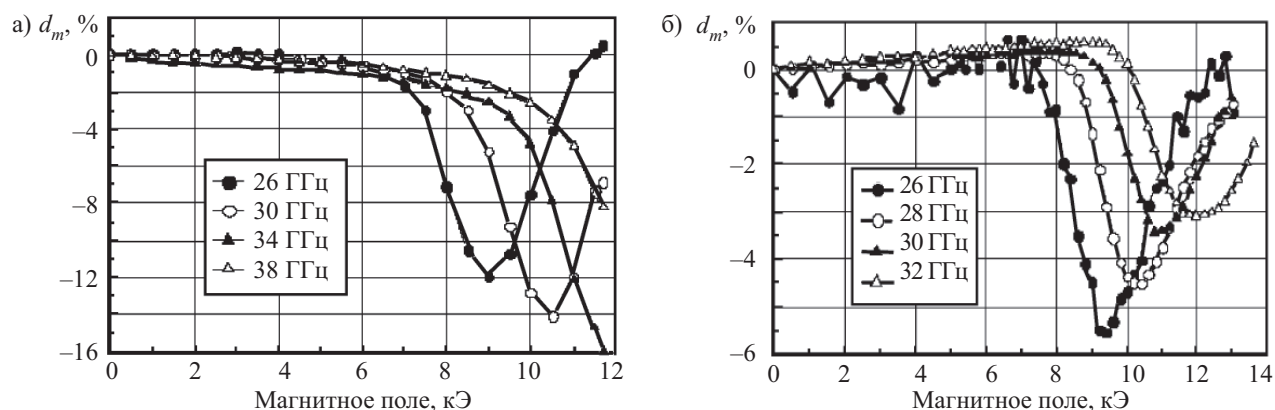 а) dm, %
0
–4
–8
–12
–16
26 ГГц
30 ГГц
34 ГГц
38 ГГц
0 2 4 6 8 10 12
Магнитное поле, кЭ
б) dm, %
0
–2
–4
–6
26 ГГц
28 ГГц
30 ГГц
32 ГГц
0 2 4 6 8 10 12 14
Магнитное поле, кЭ